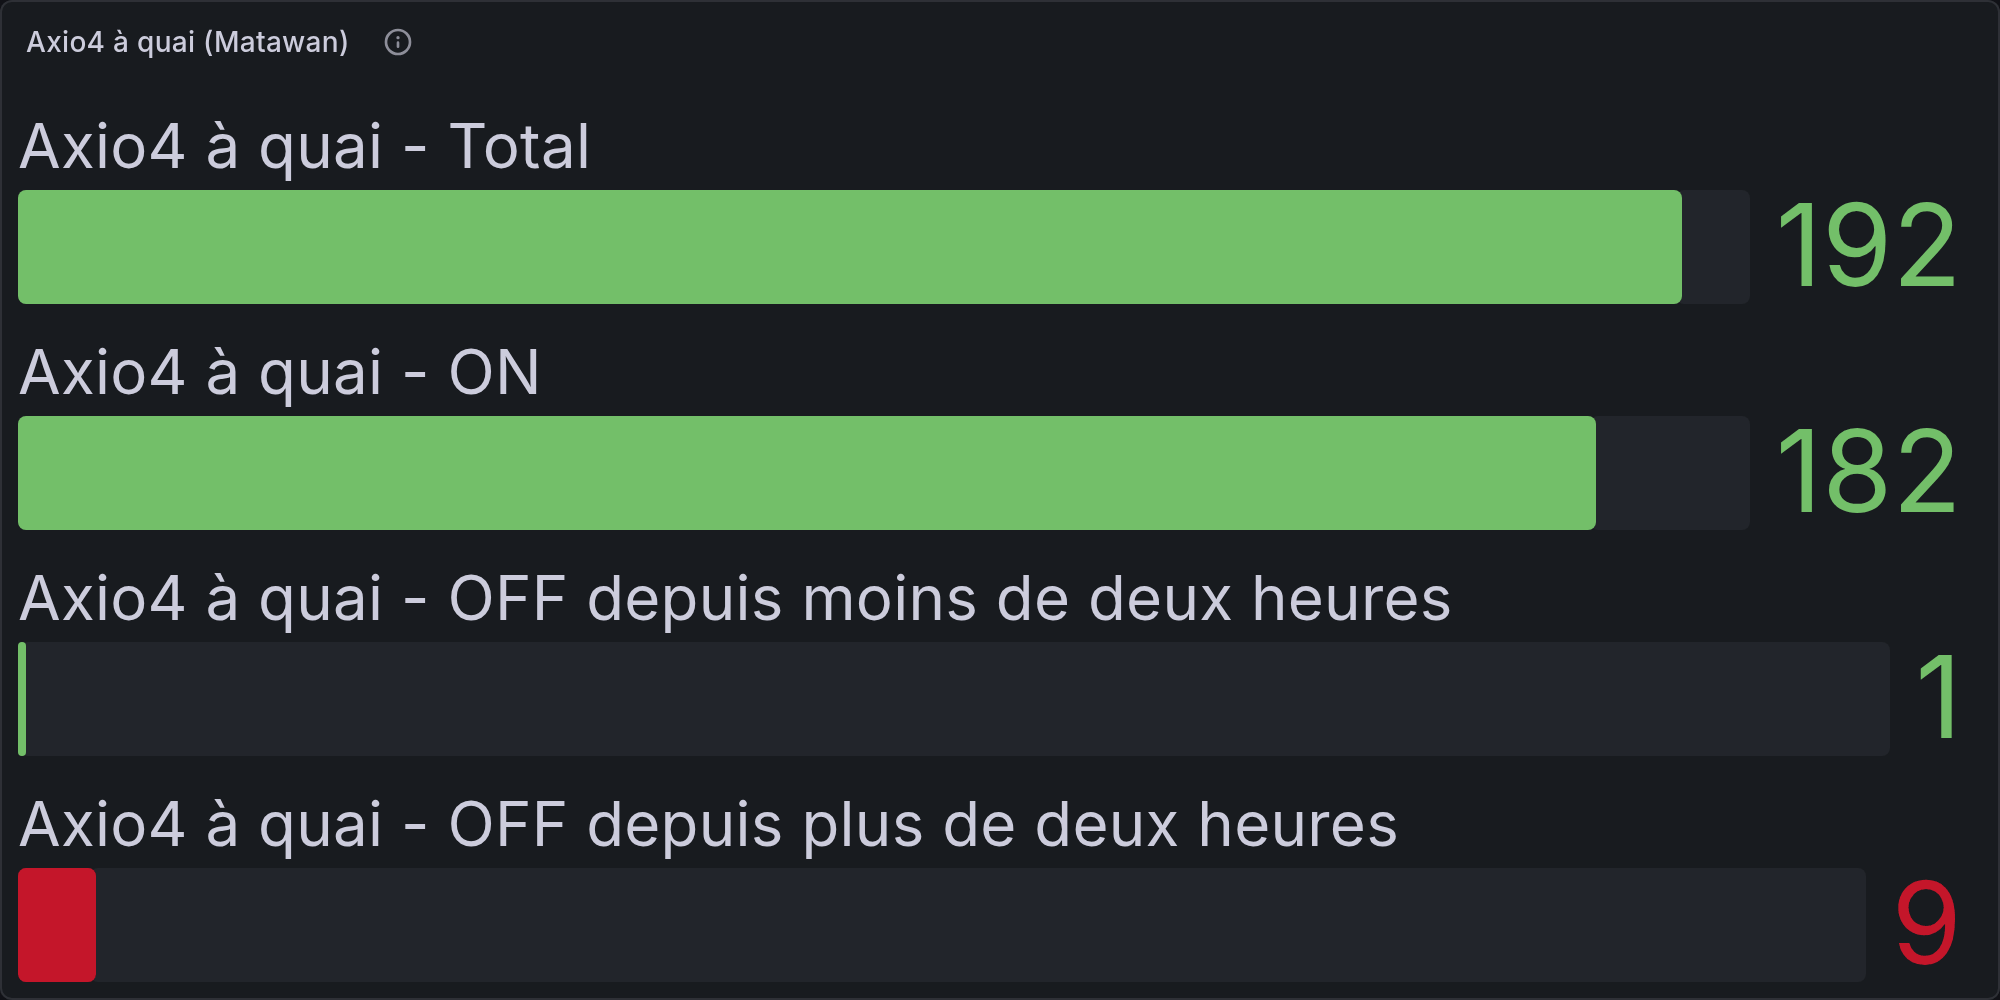 Axio4 à quai (Matawan)
Axio4 à quai - Total
192
Axio4 à quai - ON
182
Axio4 à quai - OFF depuis moins de deux heures
1
Axio4 à quai - OFF depuis plus de deux heures
9